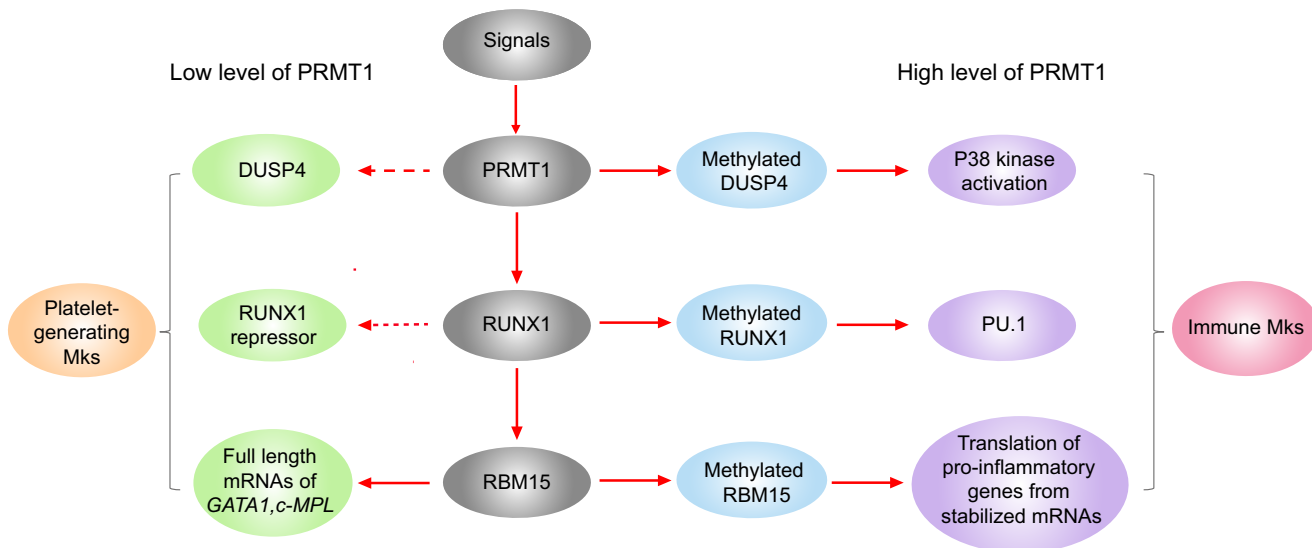 Signals
Low level of PRMT1
High level of PRMT1
DUSP4
PRMT1
Methylated
DUSP4
P38 kinase
activation
Platelet-
generating
Mks
RUNX1
repressor
RUNX1
Methylated
RUNX1
PU.1
Immune Mks
Full length
mRNAs of
GATA1,c-MPL
RBM15
Methylated
RBM15
Translation of
pro-inflammatory
genes from
stabilized mRNAs